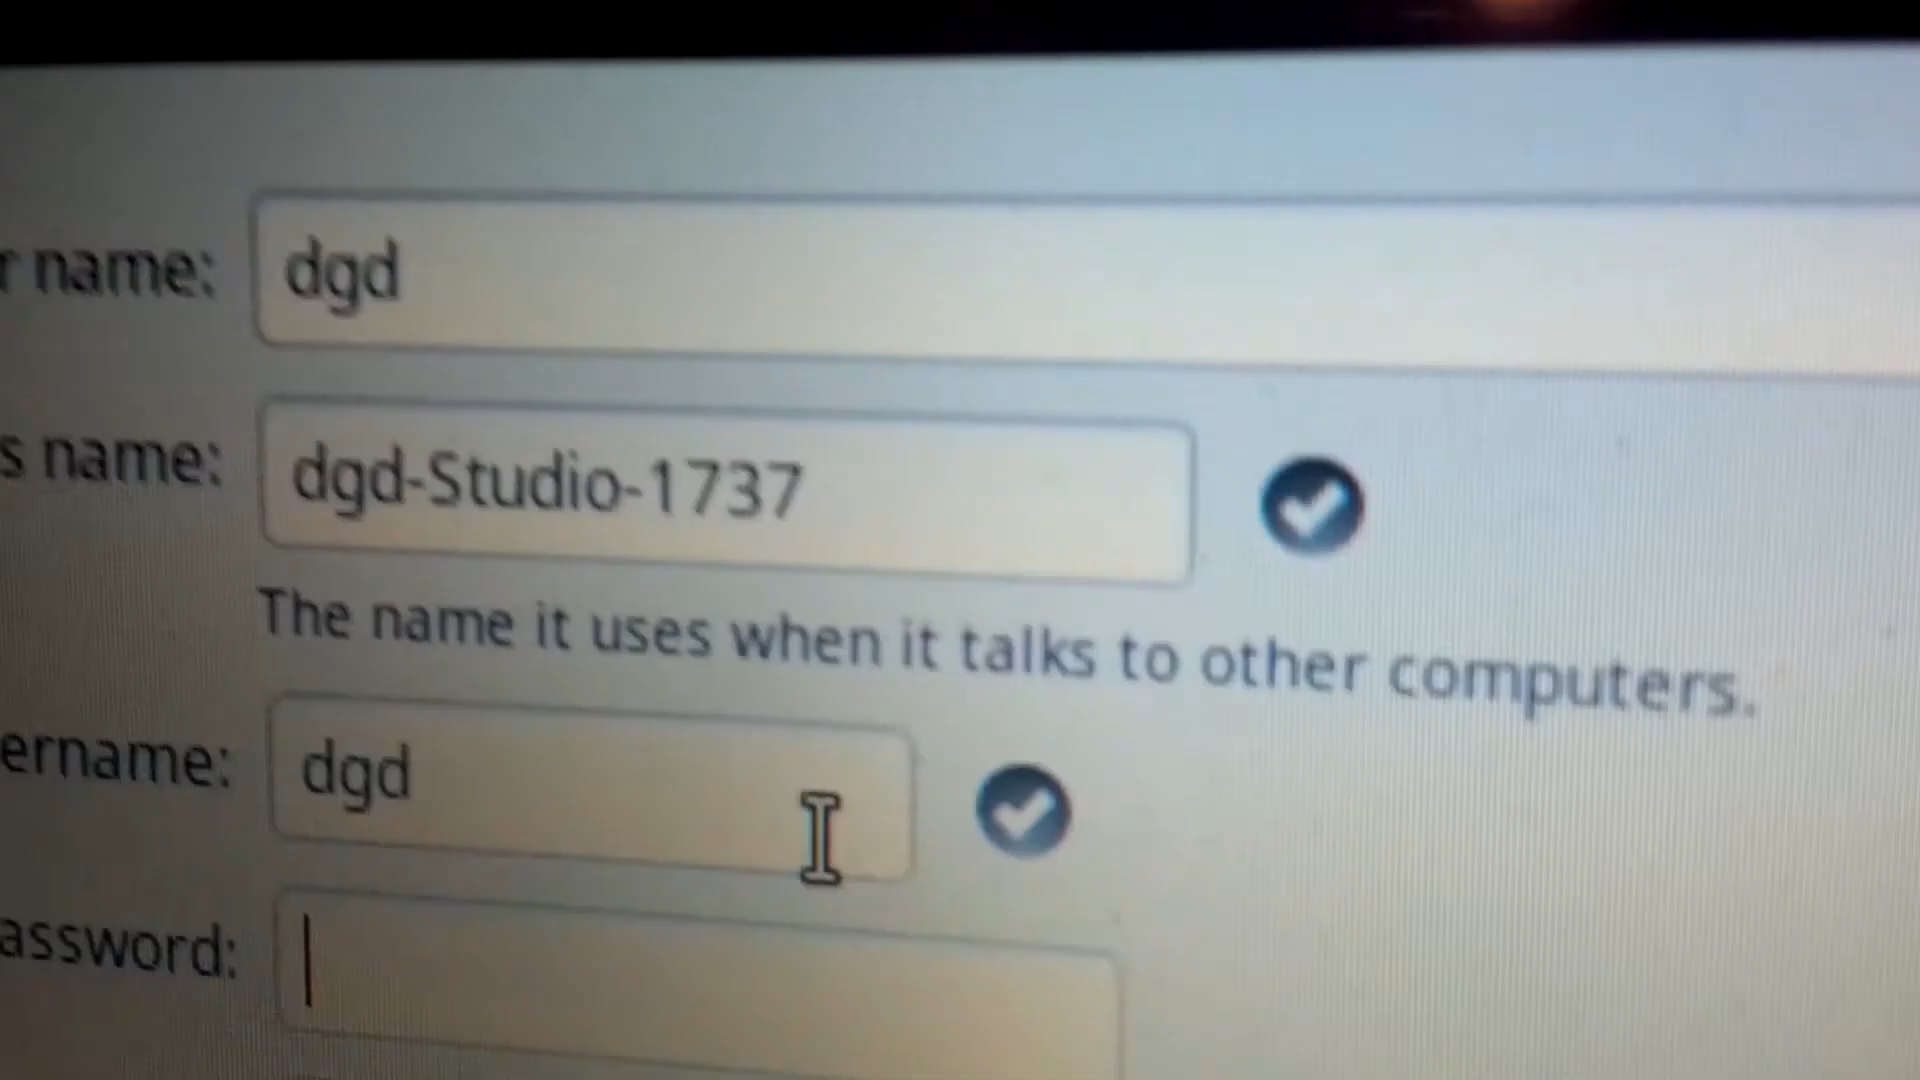 r name: dgd
s name: dgd-Studio-1737
The name it uses when it talks to other computers.
ername: dgd
assword: